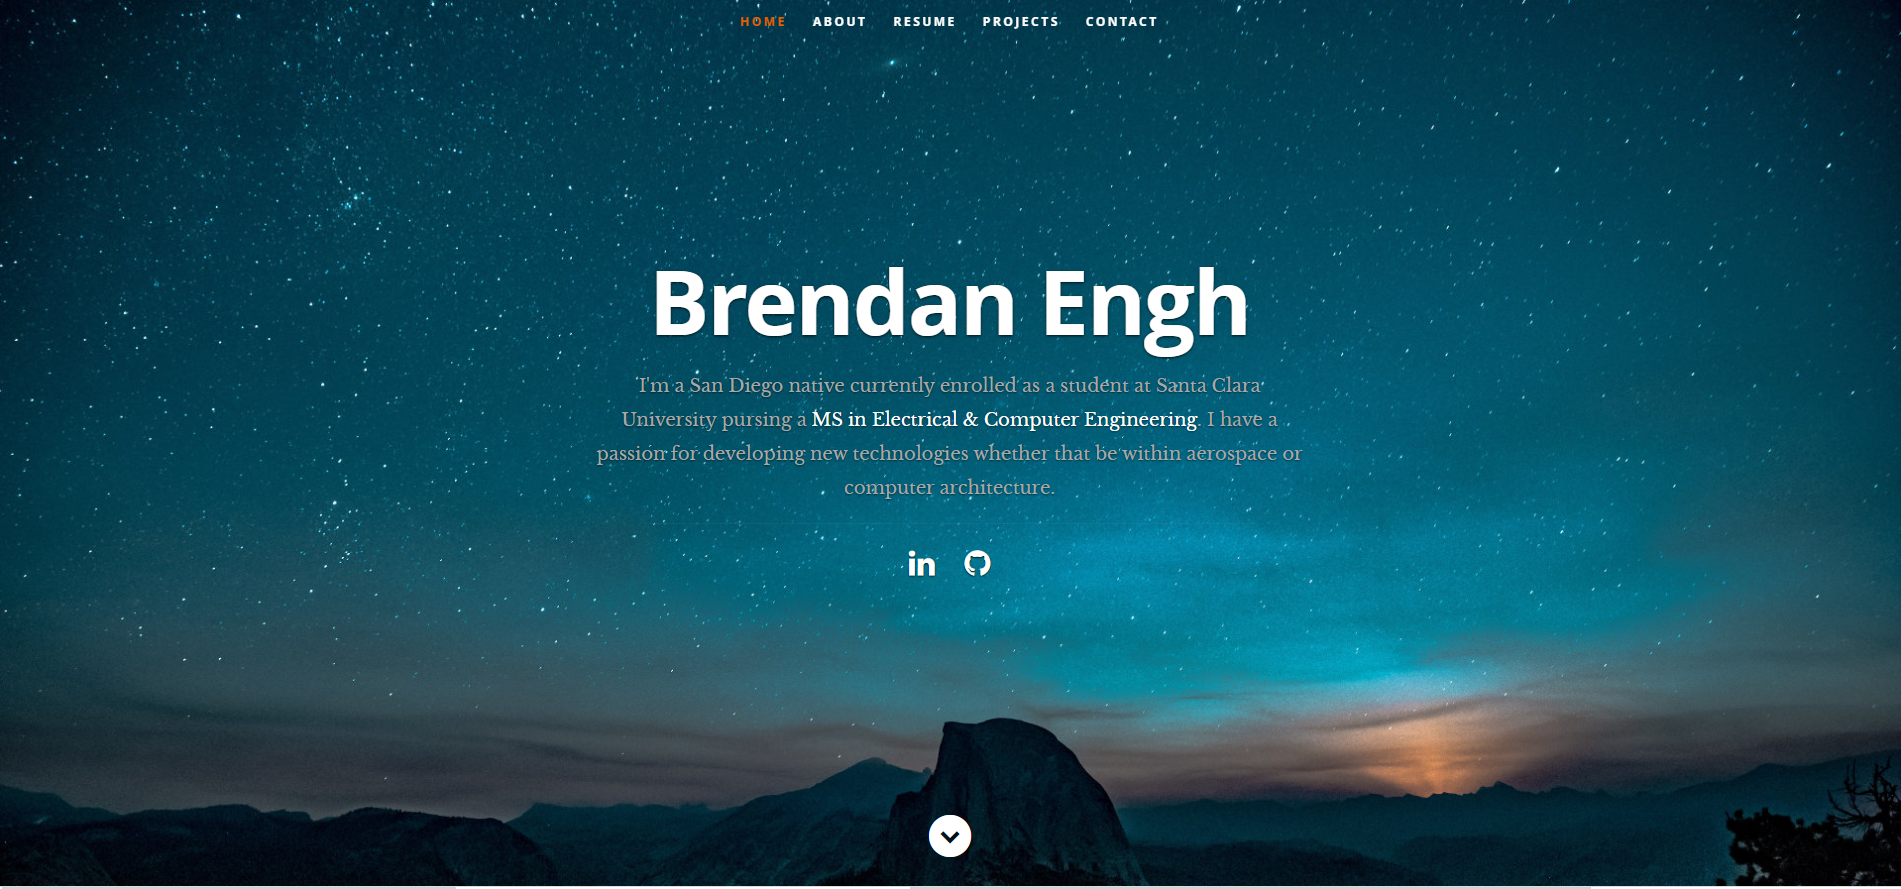 HOME ABOUT RESUME PROJECTS CONTACT
Brendan Engh
I'm a San Diego native currently enrolled as a student at Santa Clara
University pursing a MS in Electrical & Computer Engineering. I have a
passion for developing new technologies whether that be within aerospace or
computer architecture.
in